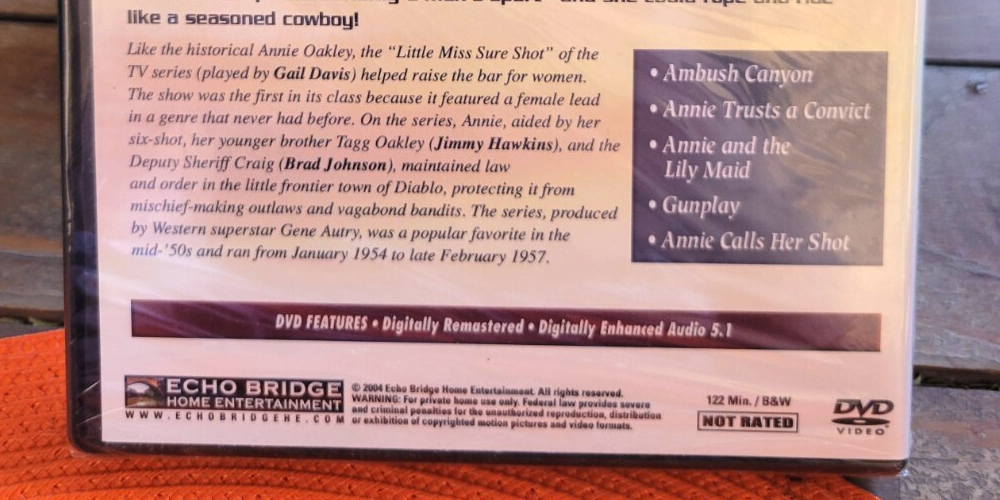 like a seasoned cowboy!
Like the historical Annie Oakley, the “Little Miss Sure Shot” of the
TV series (played by Gail Davis) helped raise the bar for women.
The show was the first in its class because it featured a female lead
in a genre that never had before. On the series, Annie, aided by her
six-shot, her younger brother Tagg Oakley (Jimmy Hawkins), and the
Deputy Sheriff Craig (Brad Johnson), maintained law
and order in the little frontier town of Diablo, protecting it from
mischief-making outlaws and vagabond bandits. The series, produced
by Western superstar Gene Autry, was a popular favorite in the
mid-’50s and ran from January 1954 to late February 1957.
• Ambush Canyon
• Annie Trusts a Convict
• Annie and the
Lily Maid
• Gunplay
• Annie Calls Her Shot
DVD FEATURES • Digitally Remastered • Digitally Enhanced Audio 5.1
ECHO BRIDGE
HOME ENTERTAINMENT
WWW.ECHOBRIDGEHE.COM
© 2004 Echo Bridge Home Entertainment. All rights reserved.
WARNING: For private home use only. Federal law provides severe
and criminal penalties for the unauthorized reproduction, distribution
or exhibition of copyrighted motion pictures and video formats.
122 Min. / B&W
NOT RATED
DVD
VIDEO